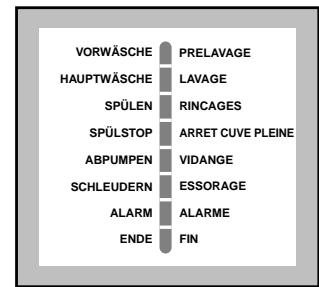 VORWÄSCHE PRELAVAGE
HAUPTWÄSCHE LAVAGE
SPÜLEN RINCAGES
SPÜLSTOP ARRET CUVE PLEINE
ABPUMPEN VIDANGE
SCHLEUDERN ESSORAGE
ALARM ALARME
ENDE FIN